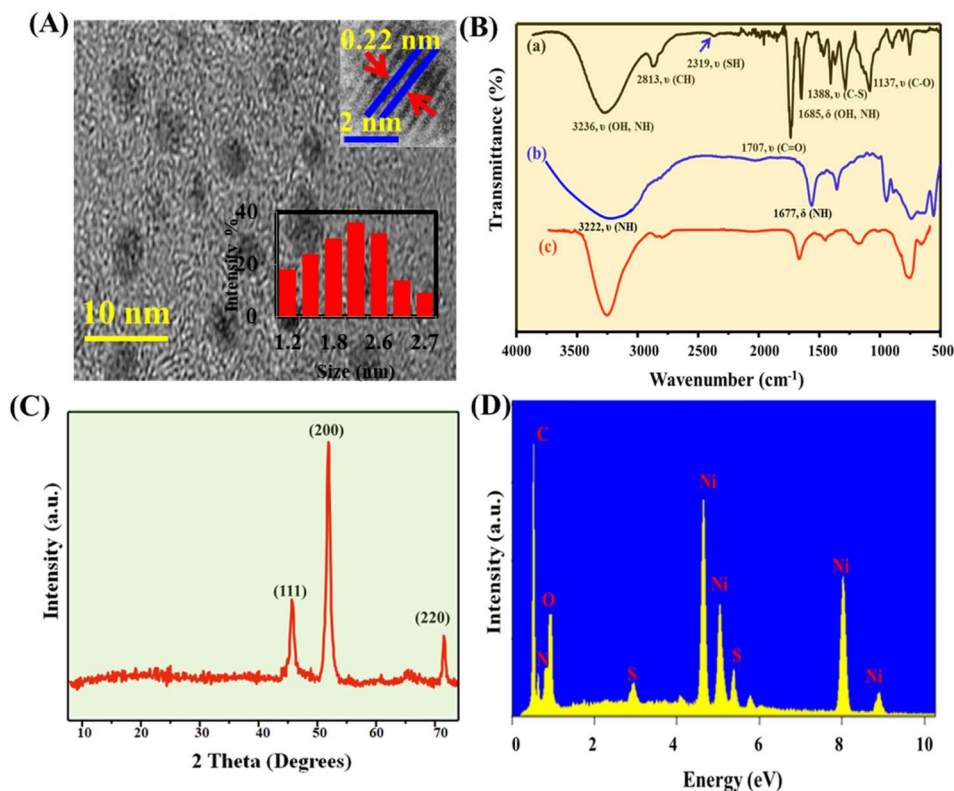 (A)
0.22 nm
2 nm
10 nm
Intensity %
40
20
0
1.2 1.8 2.6 2.7
Size (nm)
(B)
(a)
2319, υ (SH)
2813, υ (CH)
1137, υ (C-O)
1388, υ (C-S)
1685, δ (OH, NH)
3236, υ (OH, NH)
1707, υ (C=O)
(b)
1677, δ (NH)
3222, υ (NH)
(c)
Transmittance (%)
4000 3500 3000 2500 2000 1500 1000 500
Wavenumber (cm-1)
(C)
(200)
(111)
(220)
Intensity (a.u.)
10 20 30 40 50 60 70
2 Theta (Degrees)
(D)
C
Ni
Ni
Ni
O
N
S
S
Ni
Intensity (a.u.)
0 2 4 6 8 10
Energy (eV)